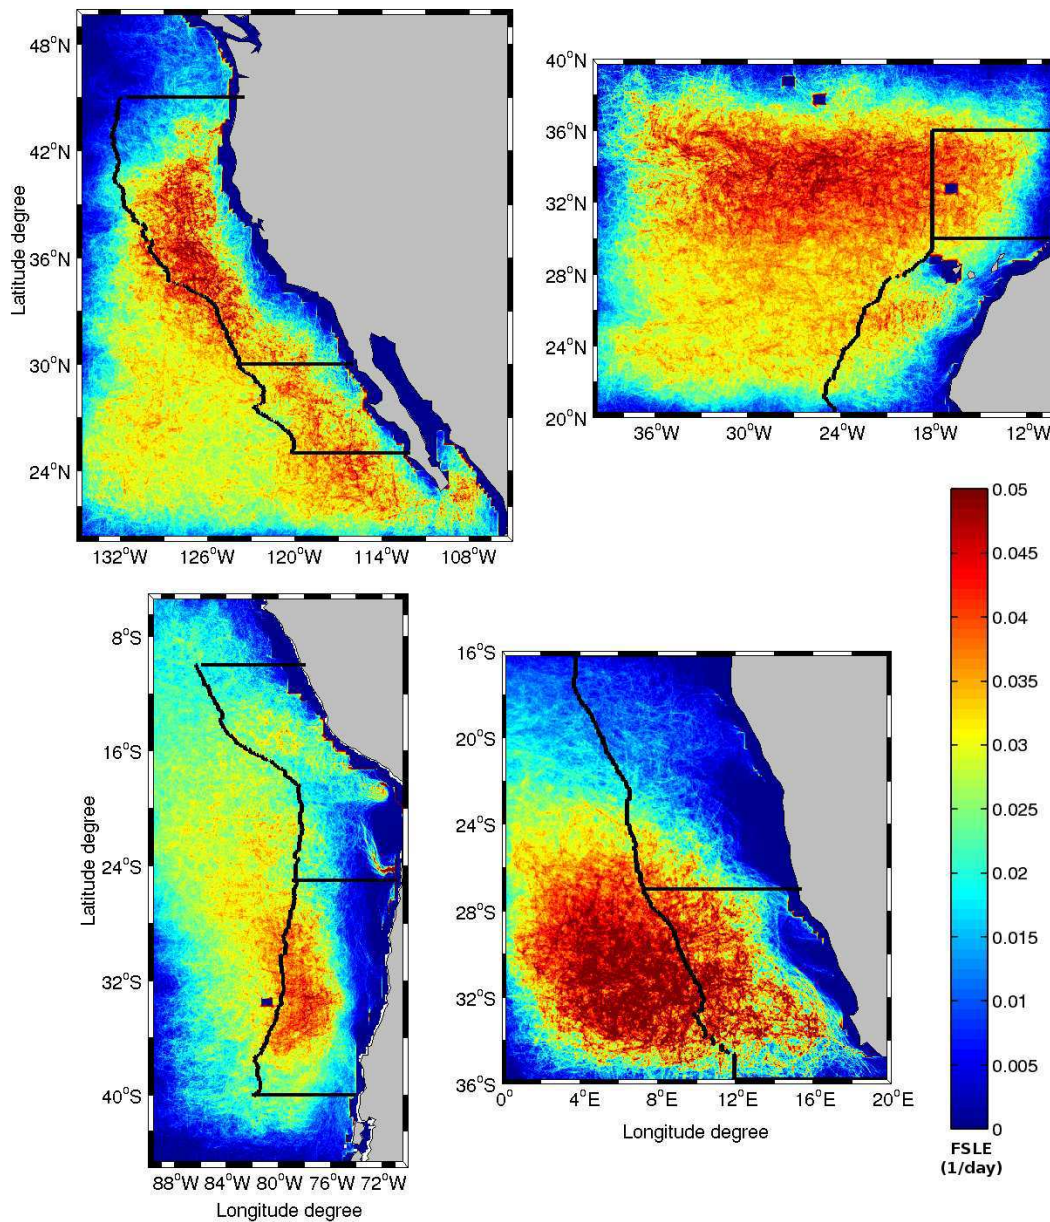 48°N
42°N
36°N
30°N
24°N
Latitude degree
132°W 126°W 120°W 114°W 108°W
40°N
36°N
32°N
28°N
24°N
20°N
36°W 30°W 24°W 18°W 12°W
8°S
16°S
24°S
32°S
40°S
Latitude degree
88°W 84°W 80°W 76°W 72°W
Longitude degree
16°S
20°S
24°S
28°S
32°S
36°S
0° 4°E 8°E 12°E 16°E 20°E
Longitude degree
0.05
0.045
0.04
0.035
0.03
0.025
0.02
0.015
0.01
0.005
0
FSLE
(1/day)